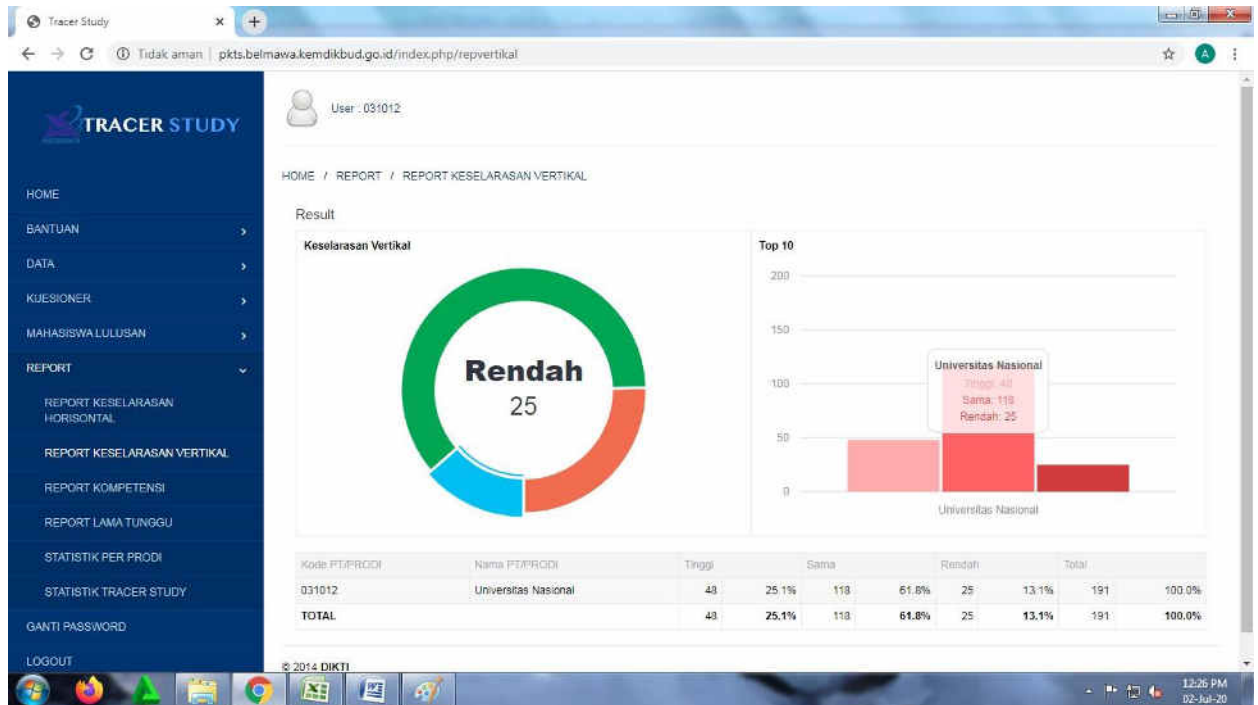 Tracer Study
Tidak aman | pkts.belmawa.kemdikbud.go.id/index.php/repvertikal
A
TRACER STUDY
User : 031012
HOME / REPORT / REPORT KESELARASAN VERTIKAL
HOME
BANTUAN
DATA
KUESIONER
MAHASISWA LULUSAN
REPORT
REPORT KESELARASAN
HORISONTAL
REPORT KESELARASAN VERTIKAL
REPORT KOMPETENSI
REPORT LAMA TUNGGU
STATISTIK PER PRODI
STATISTIK TRACER STUDY
GANTI PASSWORD
LOGOUT
Result
Keselarasan Vertikal
Rendah
25
Top 10
200
150
100
50
0
Universitas Nasional
Tinggi: 48
Sama: 118
Rendah: 25
Universitas Nasional
Kode PT/PRODI Nama PT/PRODI Tinggi Sama Rendah Total
031012 Universitas Nasional 48 25.1% 118 61.8% 25 13.1% 191 100.0%
TOTAL 48 25.1% 118 61.8% 25 13.1% 191 100.0%
© 2014 DIKTI
12:26 PM
02-Jul-20